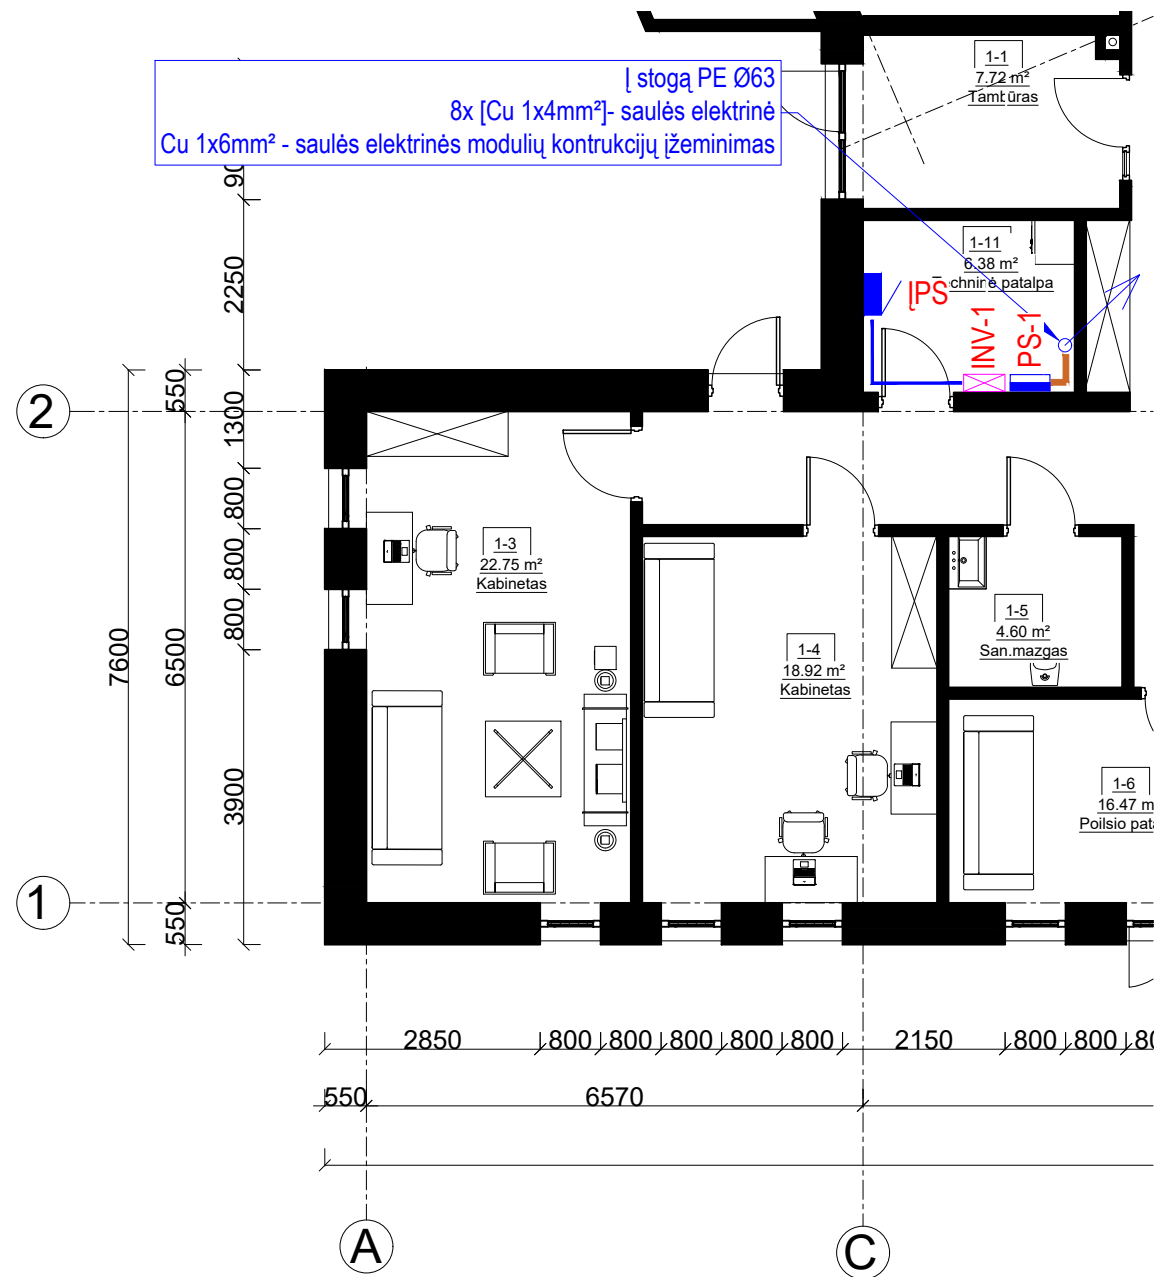 Į stogą PE Ø63
8x [Cu 1x4mm²]- saulės elektrinė
Cu 1x6mm² - saulės elektrinės modulių kontrukcijų įžeminimas
1-1
7.72 m²
Tambūras
1-11
6.38 m²
Techninė patalpa
ĮPS
INV-1
PS-1
90
2250
550
1300
800
800
800
3900
6500
7600
550
2
1
1-3
22.75 m²
Kabinetas
1-4
18.92 m²
Kabinetas
1-5
4.60 m²
San.mazgas
1-6
16.47 m
Poilsio pata
2850
800
800
800
800
800
2150
800
800
80
550
6570
A
C